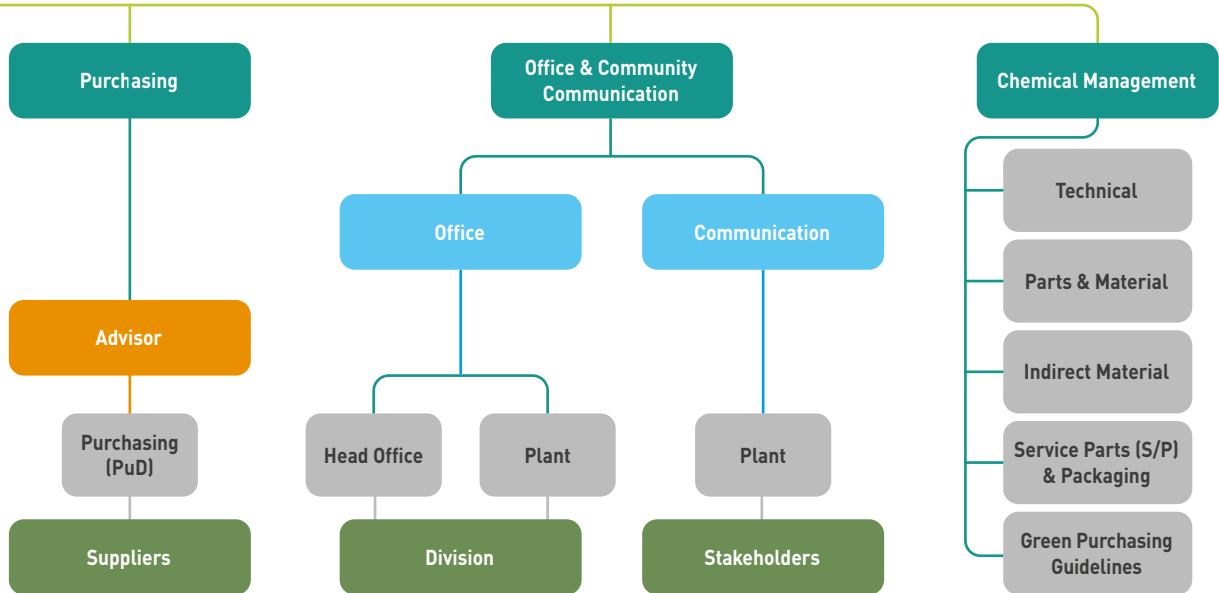 Purchasing
Office & Community
Communication
Chemical Management
Technical
Office
Communication
Parts & Material
Advisor
Indirect Material
Purchasing
(PuD)
Head Office
Plant
Plant
Service Parts (S/P)
& Packaging
Suppliers
Division
Stakeholders
Green Purchasing
Guidelines